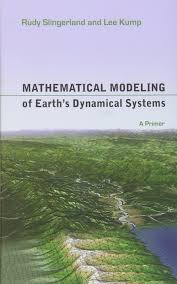 Rudy Slingerland and Lee Kump
MATHEMATICAL MODELING
of EARTH'S DYNAMICAL SYSTEMS
A Primer